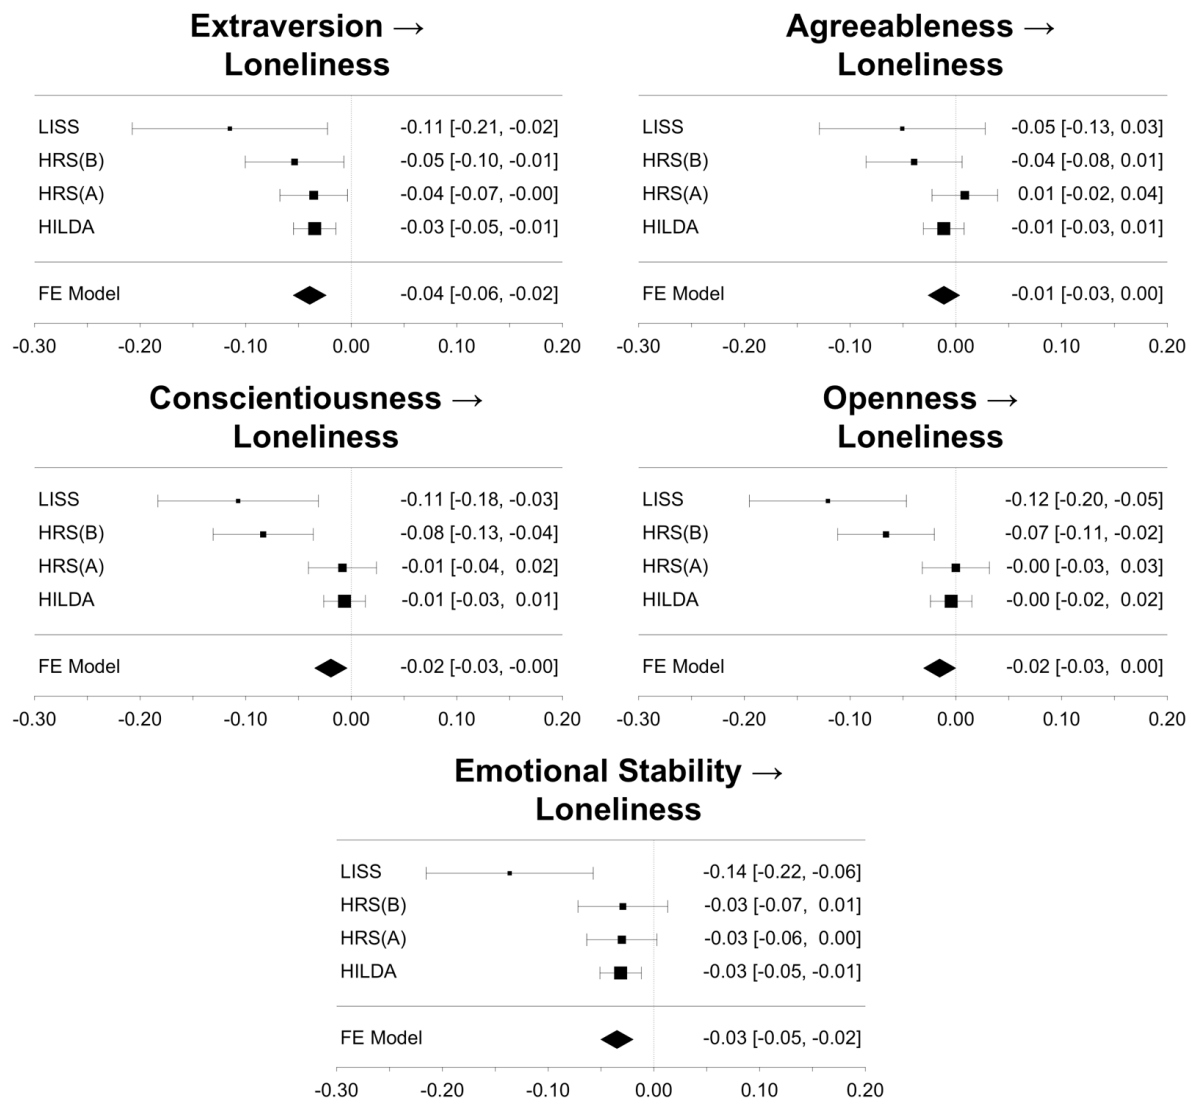 Extraversion →
Loneliness
LISS -0.11 [-0.21, -0.02]
HRS(B) -0.05 [-0.10, -0.01]
HRS(A) -0.04 [-0.07, -0.00]
HILDA -0.03 [-0.05, -0.01]
FE Model -0.04 [-0.06, -0.02]
-0.30 -0.20 -0.10 0.00 0.10 0.20
Agreeableness →
Loneliness
LISS -0.05 [-0.13, 0.03]
HRS(B) -0.04 [-0.08, 0.01]
HRS(A) 0.01 [-0.02, 0.04]
HILDA -0.01 [-0.03, 0.01]
FE Model -0.01 [-0.03, 0.00]
-0.30 -0.20 -0.10 0.00 0.10 0.20
Conscientiousness →
Loneliness
LISS -0.11 [-0.18, -0.03]
HRS(B) -0.08 [-0.13, -0.04]
HRS(A) -0.01 [-0.04, 0.02]
HILDA -0.01 [-0.03, 0.01]
FE Model -0.02 [-0.03, -0.00]
-0.30 -0.20 -0.10 0.00 0.10 0.20
Openness →
Loneliness
LISS -0.12 [-0.20, -0.05]
HRS(B) -0.07 [-0.11, -0.02]
HRS(A) -0.00 [-0.03, 0.03]
HILDA -0.00 [-0.02, 0.02]
FE Model -0.02 [-0.03, 0.00]
-0.30 -0.20 -0.10 0.00 0.10 0.20
Emotional Stability →
Loneliness
LISS -0.14 [-0.22, -0.06]
HRS(B) -0.03 [-0.07, 0.01]
HRS(A) -0.03 [-0.06, 0.00]
HILDA -0.03 [-0.05, -0.01]
FE Model -0.03 [-0.05, -0.02]
-0.30 -0.20 -0.10 0.00 0.10 0.20